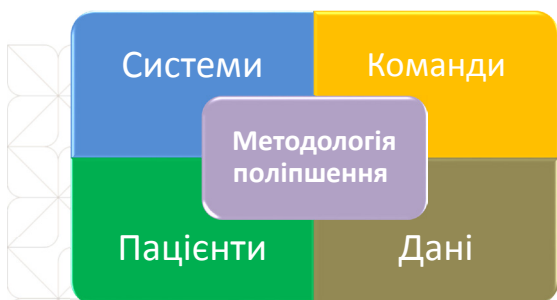 Системи
Команди
Методологія
поліпшення
Пацієнти
Дані